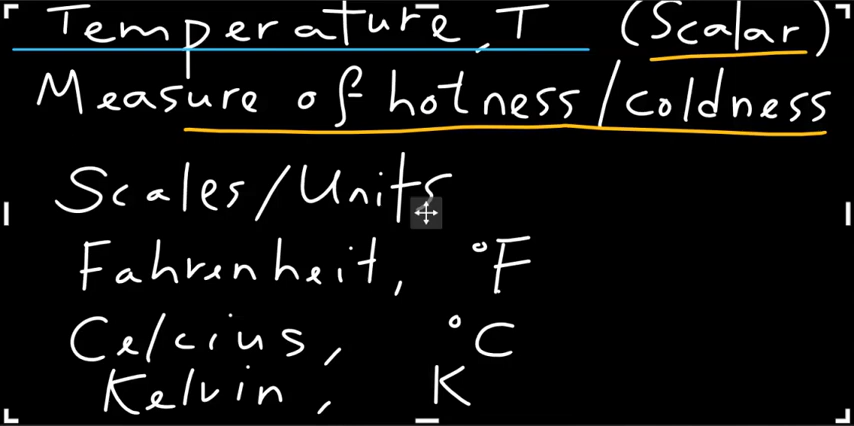 Temperature, T (Scalar)
Measure of hotness/coldness
Scales/Units
Fahrenheit, °F
Celcius, °C
Kelvin, K